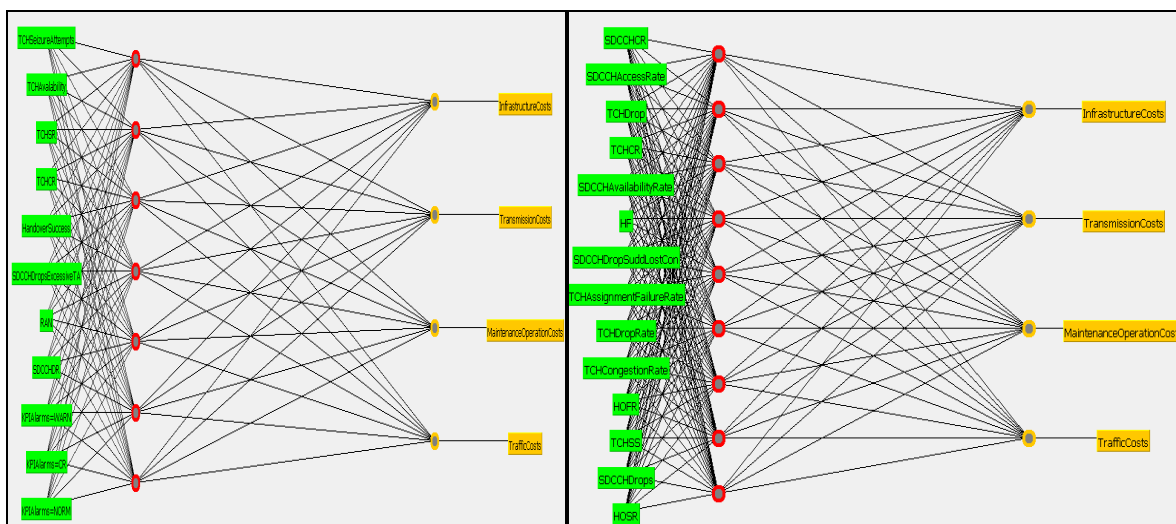 TCHSeizureAttempts
TCHAvailability
TCHSR
TCHCR
HandoverSuccess
SDCCHDropsExcessiveTA
RAN
SDCCHDR
KPIAlarms=WARN
KPIAlarms=CR
KPIAlarms=NORM
InfrastructureCosts
TransmissionCosts
MaintenanceOperationCosts
TrafficCosts
SDCCHCR
SDCCHAccessRate
TCHDrop
TCHCR
SDCCHAvailabilityRate
HF
SDCCHDropSuddLostCon
TCHAssignmentFailureRate
TCHDropRate
TCHCongestionRate
HOFR
TCHSS
SDCCHDrops
HOSR
InfrastructureCosts
TransmissionCosts
MaintenanceOperationCost
TrafficCosts